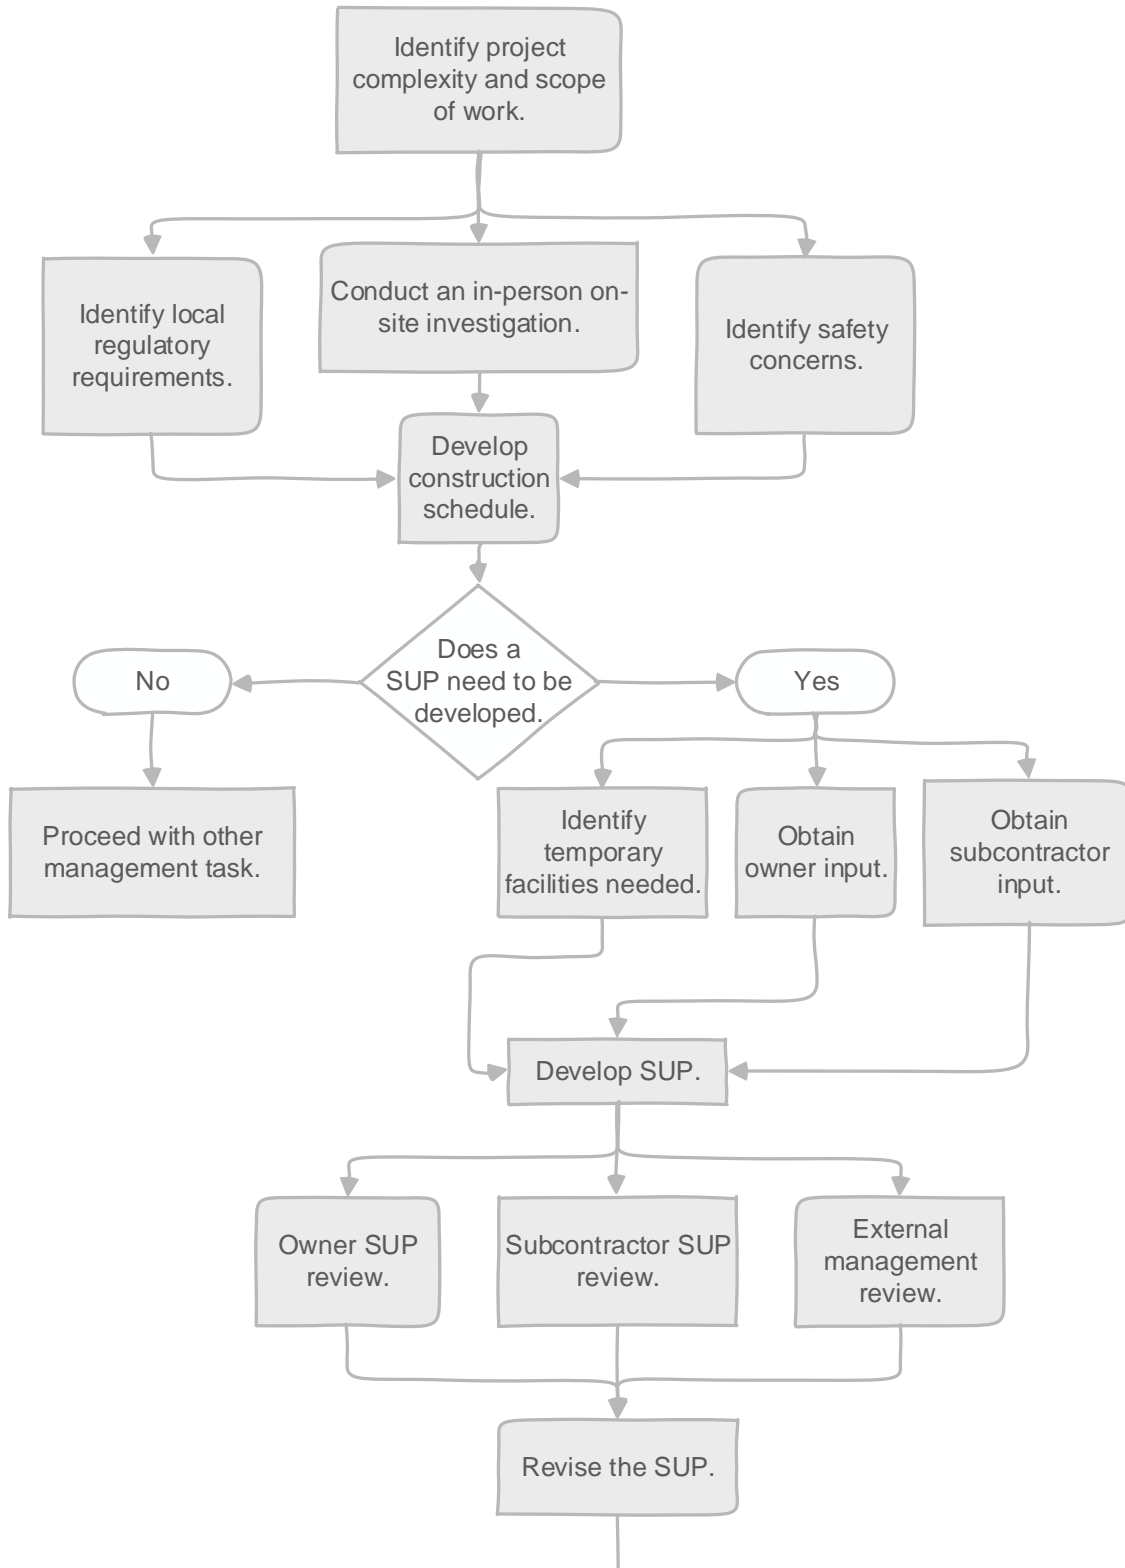 Identify project
complexity and scope
of work.
Identify local
regulatory
requirements.
Conduct an in-person on-
site investigation.
Identify safety
concerns.
Develop
construction
schedule.
Does a
SUP need to be
developed.
No
Yes
Proceed with other
management task.
Identify
temporary
facilities needed.
Obtain
owner input.
Obtain
subcontractor
input.
Develop SUP.
Owner SUP
review.
Subcontractor SUP
review.
External
management
review.
Revise the SUP.